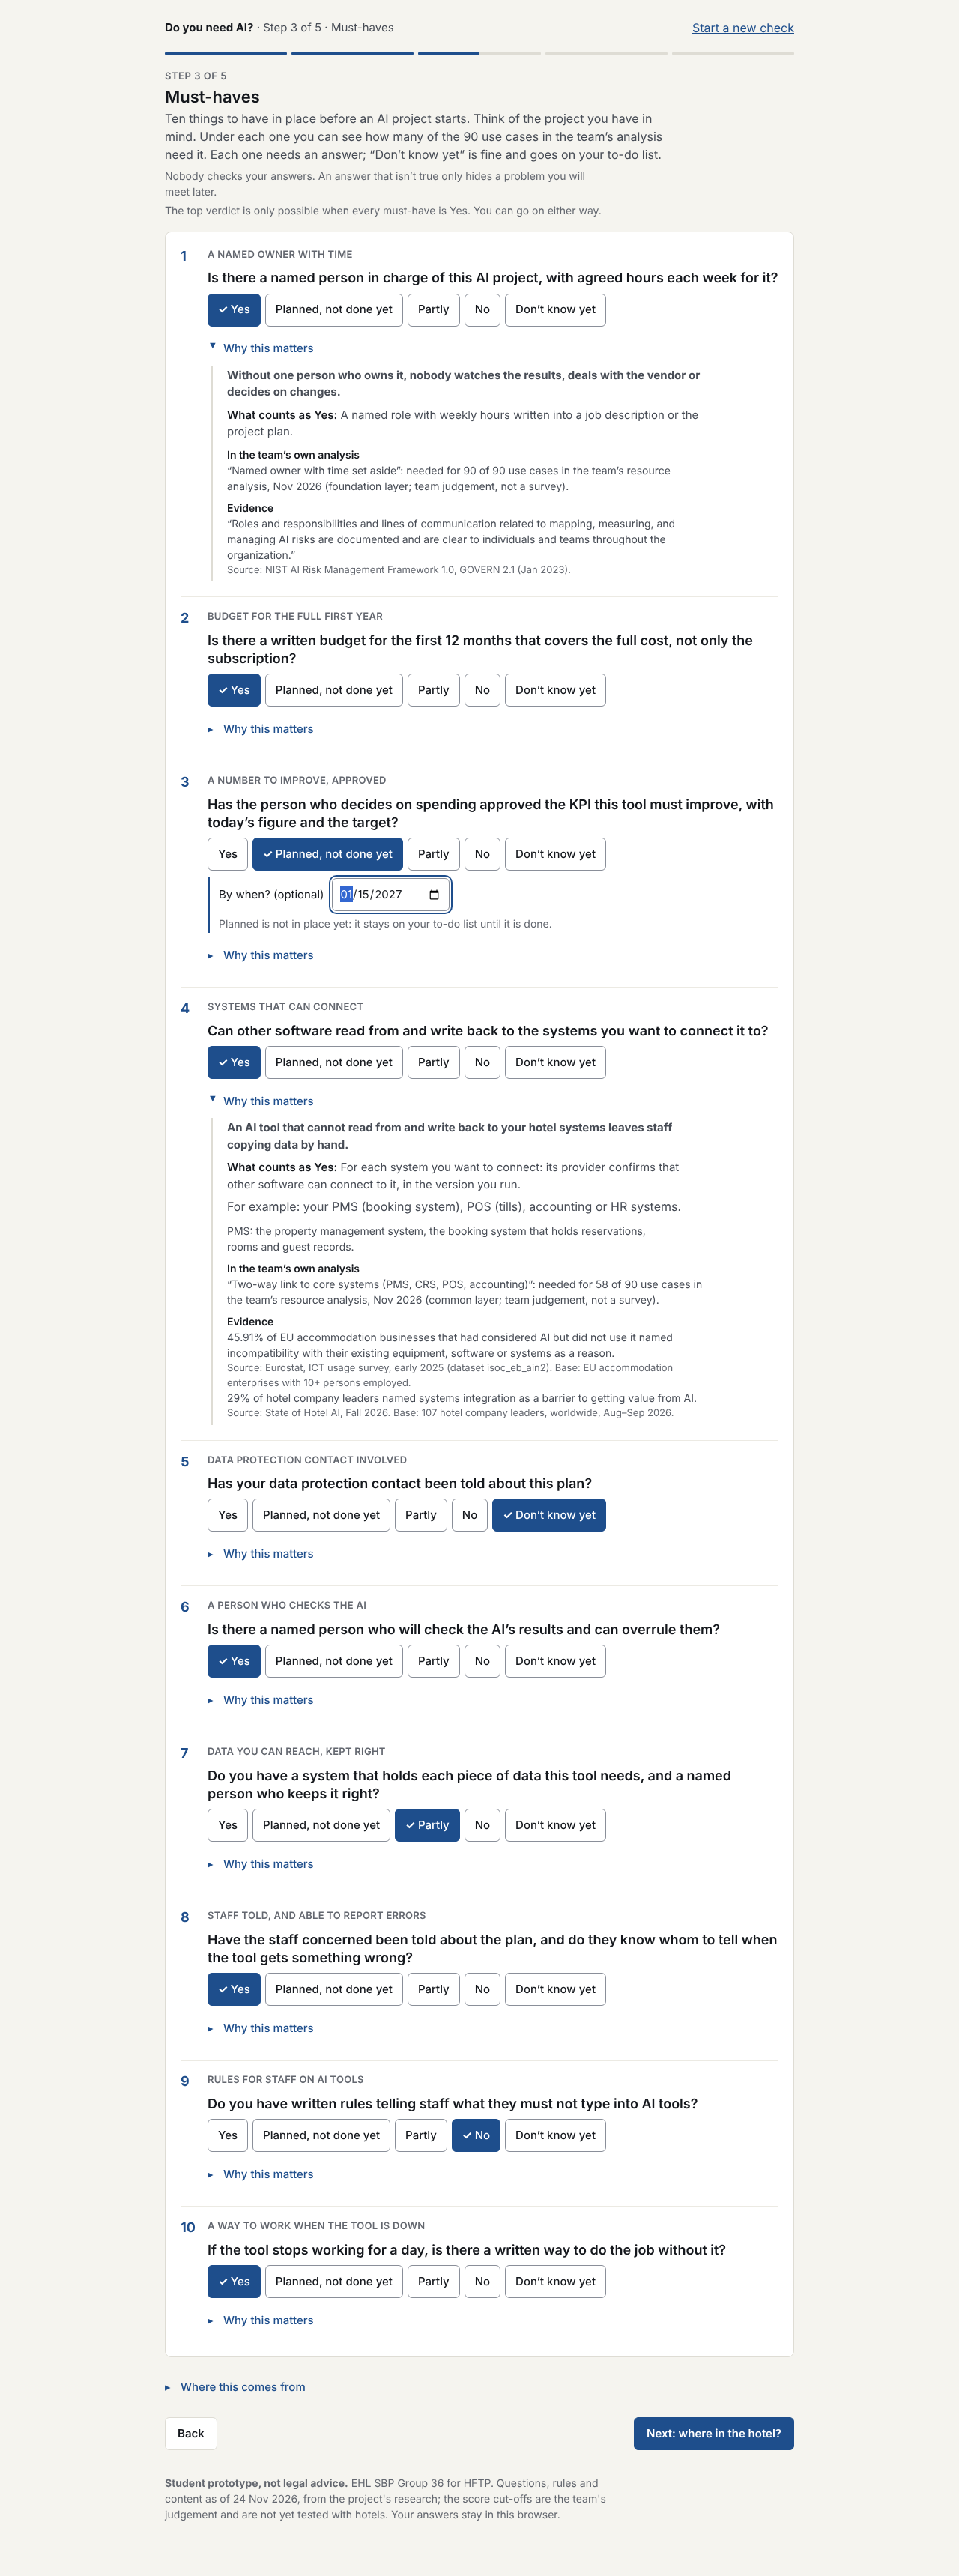 Do you need AI? · Step 3 of 5 · Must-haves
Start a new check
STEP 3 OF 5
Must-haves
Ten things to have in place before an AI project starts. Think of the project you have in
mind. Under each one you can see how many of the 90 use cases in the team’s analysis
need it. Each one needs an answer; “Don’t know yet” is fine and goes on your to-do list.
Nobody checks your answers. An answer that isn’t true only hides a problem you will
meet later.
The top verdict is only possible when every must-have is Yes. You can go on either way.
1 A NAMED OWNER WITH TIME
Is there a named person in charge of this AI project, with agreed hours each week for it?
✓ Yes Planned, not done yet Partly No Don’t know yet
▼ Why this matters
Without one person who owns it, nobody watches the results, deals with the vendor or
decides on changes.
What counts as Yes: A named role with weekly hours written into a job description or the
project plan.
In the team’s own analysis
“Named owner with time set aside”: needed for 90 of 90 use cases in the team’s resource
analysis, Nov 2026 (foundation layer; team judgement, not a survey).
Evidence
“Roles and responsibilities and lines of communication related to mapping, measuring, and
managing AI risks are documented and are clear to individuals and teams throughout the
organization.”
Source: NIST AI Risk Management Framework 1.0, GOVERN 2.1 (Jan 2023).
2 BUDGET FOR THE FULL FIRST YEAR
Is there a written budget for the first 12 months that covers the full cost, not only the
subscription?
✓ Yes Planned, not done yet Partly No Don’t know yet
▸ Why this matters
3 A NUMBER TO IMPROVE, APPROVED
Has the person who decides on spending approved the KPI this tool must improve, with
today’s figure and the target?
Yes ✓ Planned, not done yet Partly No Don’t know yet
By when? (optional) 01/15/2027
Planned is not in place yet: it stays on your to-do list until it is done.
▸ Why this matters
4 SYSTEMS THAT CAN CONNECT
Can other software read from and write back to the systems you want to connect it to?
✓ Yes Planned, not done yet Partly No Don’t know yet
▼ Why this matters
An AI tool that cannot read from and write back to your hotel systems leaves staff
copying data by hand.
What counts as Yes: For each system you want to connect: its provider confirms that
other software can connect to it, in the version you run.
For example: your PMS (booking system), POS (tills), accounting or HR systems.
PMS: the property management system, the booking system that holds reservations,
rooms and guest records.
In the team’s own analysis
“Two-way link to core systems (PMS, CRS, POS, accounting)”: needed for 58 of 90 use cases in
the team’s resource analysis, Nov 2026 (common layer; team judgement, not a survey).
Evidence
45.91% of EU accommodation businesses that had considered AI but did not use it named
incompatibility with their existing equipment, software or systems as a reason.
Source: Eurostat, ICT usage survey, early 2025 (dataset isoc_eb_ain2). Base: EU accommodation
enterprises with 10+ persons employed.
29% of hotel company leaders named systems integration as a barrier to getting value from AI.
Source: State of Hotel AI, Fall 2026. Base: 107 hotel company leaders, worldwide, Aug–Sep 2026.
5 DATA PROTECTION CONTACT INVOLVED
Has your data protection contact been told about this plan?
Yes Planned, not done yet Partly No ✓ Don’t know yet
▸ Why this matters
6 A PERSON WHO CHECKS THE AI
Is there a named person who will check the AI’s results and can overrule them?
✓ Yes Planned, not done yet Partly No Don’t know yet
▸ Why this matters
7 DATA YOU CAN REACH, KEPT RIGHT
Do you have a system that holds each piece of data this tool needs, and a named
person who keeps it right?
Yes Planned, not done yet ✓ Partly No Don’t know yet
▸ Why this matters
8 STAFF TOLD, AND ABLE TO REPORT ERRORS
Have the staff concerned been told about the plan, and do they know whom to tell when
the tool gets something wrong?
✓ Yes Planned, not done yet Partly No Don’t know yet
▸ Why this matters
9 RULES FOR STAFF ON AI TOOLS
Do you have written rules telling staff what they must not type into AI tools?
Yes Planned, not done yet Partly ✓ No Don’t know yet
▸ Why this matters
10 A WAY TO WORK WHEN THE TOOL IS DOWN
If the tool stops working for a day, is there a written way to do the job without it?
✓ Yes Planned, not done yet Partly No Don’t know yet
▸ Why this matters
▸ Where this comes from
Back
Next: where in the hotel?
Student prototype, not legal advice. EHL SBP Group 36 for HFTP. Questions, rules and
content as of 24 Nov 2026, from the project's research; the score cut-offs are the team's
judgement and are not yet tested with hotels. Your answers stay in this browser.